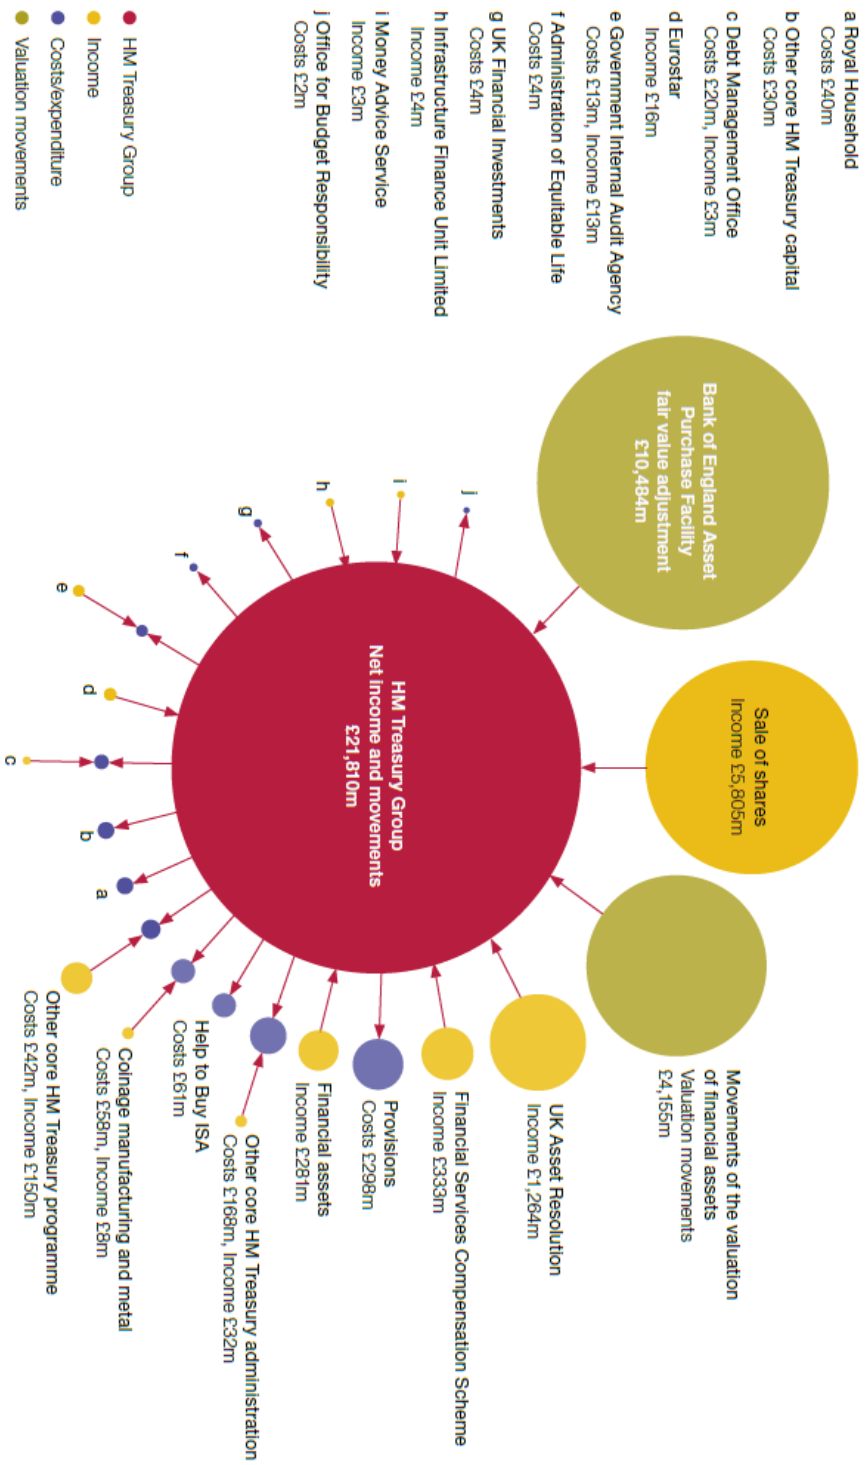 a Royal Household
Costs £40m
b Other core HM Treasury capital
Costs £30m
c Debt Management Office
Costs £20m, Income £3m
d Eurostar
Income £16m
e Government Internal Audit Agency
Costs £13m, Income £13m
f Administration of Equitable Life
Costs £4m
g UK Financial Investments
Costs £4m
h Infrastructure Finance Unit Limited
Income £4m
i Money Advice Service
Income £3m
j Office for Budget Responsibility
Costs £2m
HM Treasury Group
Income
Costs/expenditure
Valuation movements
Bank of England Asset
Purchase Facility
fair value adjustment
£10,484m
Sale of shares
Income £5,805m
Movements of the valuation
of financial assets
Valuation movements
£4,155m
UK Asset Resolution
Income £1,264m
Financial Services Compensation Scheme
Income £333m
Provisions
Costs £298m
Financial assets
Income £281m
Other core HM Treasury administration
Costs £168m, Income £32m
Help to Buy ISA
Costs £61m
Coinage manufacturing and metal
Costs £58m, Income £8m
Other core HM Treasury programme
Costs £42m, Income £150m
HM Treasury Group
Net income and movements
£21,810m
j
i
h
g
f
e
d
c
b
a